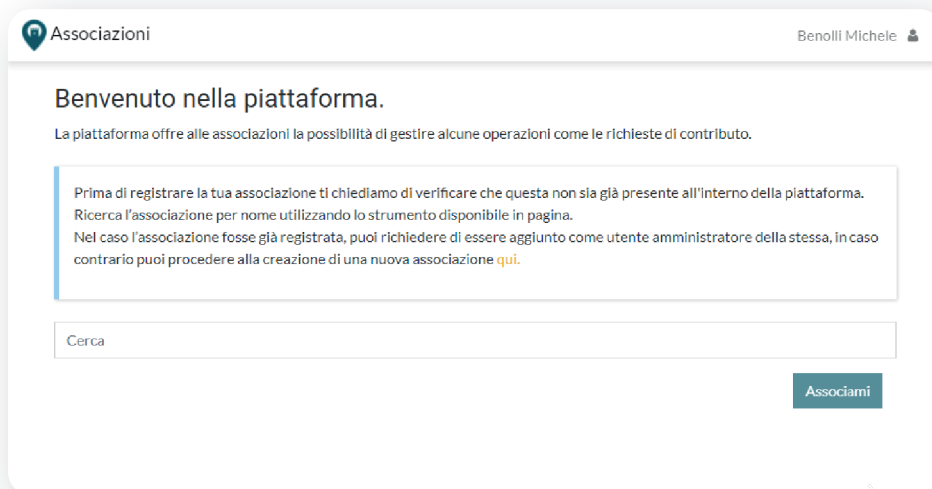 Associazioni
Benolli Michele
Benvenuto nella piattaforma.
La piattaforma offre alle associazioni la possibilità di gestire alcune operazioni come le richieste di contributo.
Prima di registrare la tua associazione ti chiediamo di verificare che questa non sia già presente all'interno della piattaforma.
Ricerca l'associazione per nome utilizzando lo strumento disponibile in pagina.
Nel caso l'associazione fosse già registrata, puoi richiedere di essere aggiunto come utente amministratore della stessa, in caso
contrario puoi procedere alla creazione di una nuova associazione qui.
Cerca
Associami